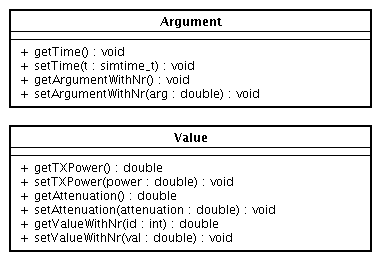 Argument
+ getTime() : void
+ setTime(t : simtime_t) : void
+ getArgumentWithNr() : void
+ setArgumentWithNr(arg : double) : void
Value
+ getTXPower() : double
+ setTXPower(power : double) : void
+ getAttenuation() : double
+ setAttenuation(attenuation : double) : void
+ getValueWithNr(id : int) : double
+ setValueWithNr(val : double) : void